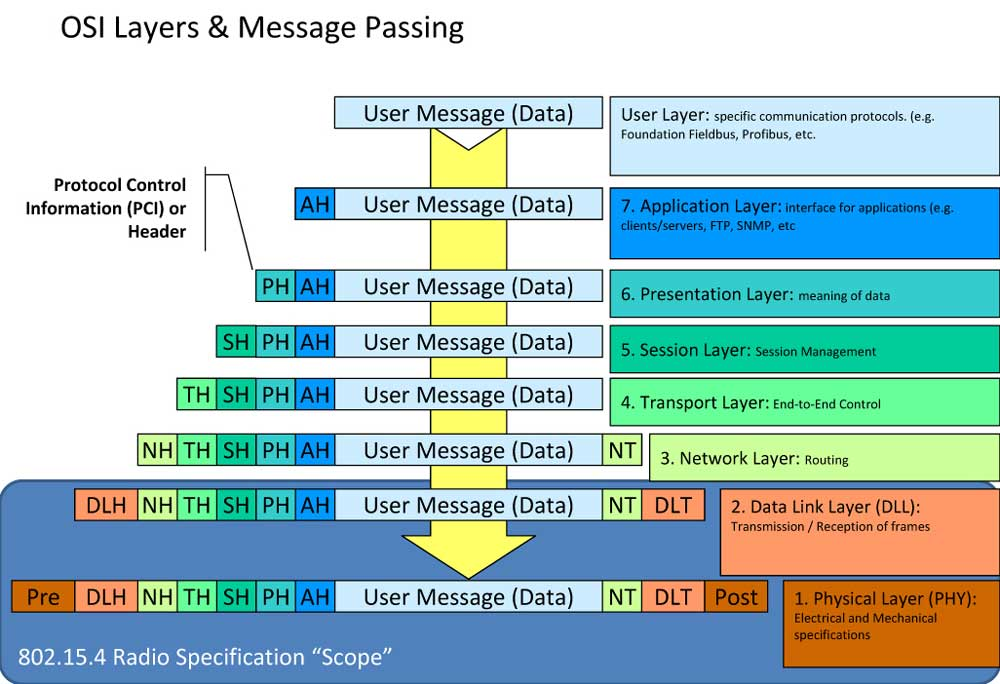 OSI Layers & Message Passing
User Message (Data)
User Layer: specific communication protocols. (e.g.
Foundation Fieldbus, Profibus, etc.
Protocol Control
Information (PCI) or
Header
AH User Message (Data)
7. Application Layer: interface for applications (e.g.
clients/servers, FTP, SNMP, etc
PH AH User Message (Data)
6. Presentation Layer: meaning of data
SH PH AH User Message (Data)
5. Session Layer: Session Management
TH SH PH AH User Message (Data)
4. Transport Layer: End-to-End Control
NH TH SH PH AH User Message (Data) NT
3. Network Layer: Routing
DLH NH TH SH PH AH User Message (Data) NT DLT
2. Data Link Layer (DLL):
Transmission / Reception of frames
Pre DLH NH TH SH PH AH User Message (Data) NT DLT Post
1. Physical Layer (PHY):
Electrical and Mechanical
specifications
802.15.4 Radio Specification “Scope”